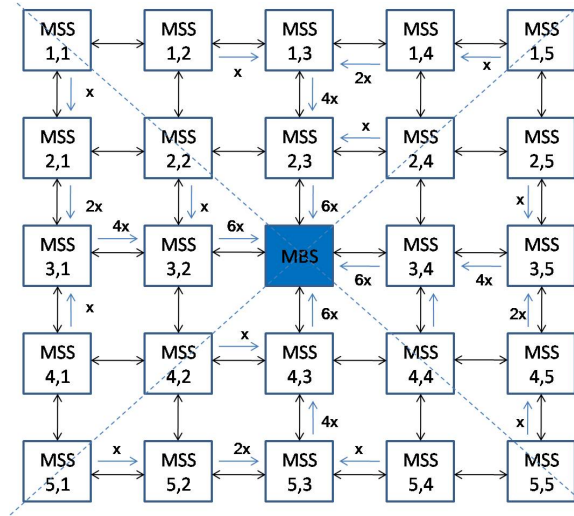 MSS MSS MSS MSS MSS
1,1 1,2 1,3 1,4 1,5
x x 2x x
4x x
MSS MSS MSS MSS MSS
2,1 2,2 2,3 2,4 2,5
2x x 6x x
4x 6x
MSS MSS MBS MSS MSS
3,1 3,2 3,4 3,5
6x 4x
x 6x 2x
x
MSS MSS MSS MSS MSS
4,1 4,2 4,3 4,4 4,5
4x x
x 2x x
MSS MSS MSS MSS MSS
5,1 5,2 5,3 5,4 5,5